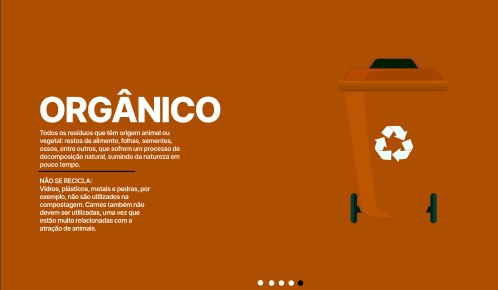 ORGÂNICO
Todos os resíduos que têm origem animal ou
vegetal: restos de alimento, folhas, sementes,
ossos, entre outros, que sofrem um processo de
decomposição natural, sumindo da natureza em
pouco tempo.
NÃO SE RECICLA:
Vidros, plásticos, metais e pedras, por
exemplo, não são utilizados na
compostagem. Carnes também não
devem ser utilizadas, uma vez que
estão muito relacionadas com a
atração de animais.